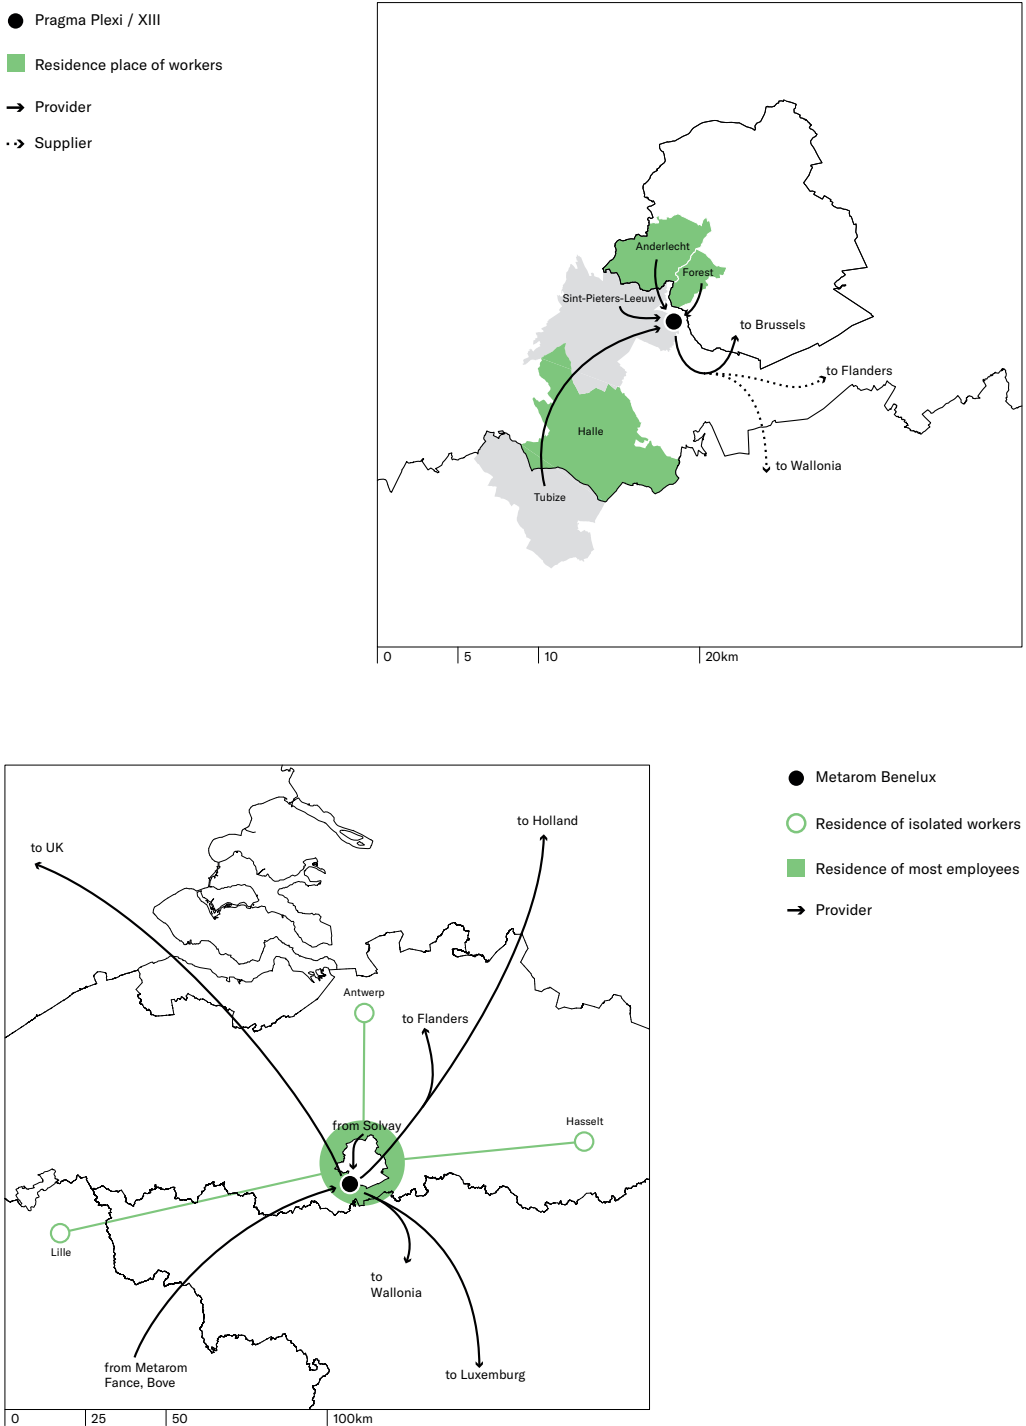 Pragma Plexi / XIII
Residence place of workers
Provider
Supplier
Anderlecht
Forest
Sint-Pieters-Leeuw
to Brussels
to Flanders
Halle
to Wallonia
Tubize
0 5 10 20km
Metarom Benelux
Residence of isolated workers
Residence of most employees
Provider
to Holland
to UK
Antwerp
to Flanders
from Solvay
Hasselt
Lille
to
Wallonia
from Metarom
Fance, Bove
to Luxemburg
0 25 50 100km